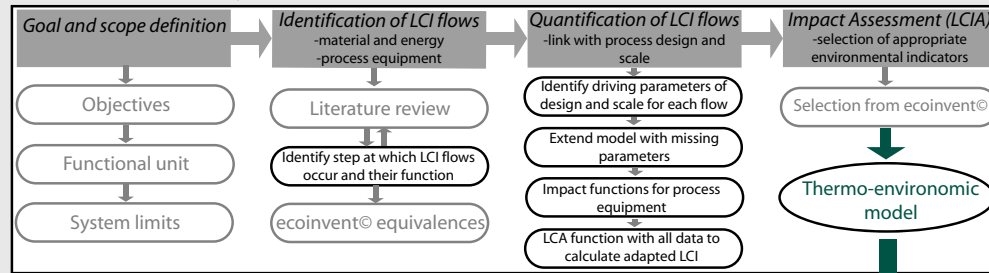 Goal and scope definition
Objectives
Functional unit
System limits
Identification of LCI flows
-material and energy
-process equipment
Literature review
Identify step at which LCI flows
occur and their function
ecoinvent© equivalences
Quantification of LCI flows
-link with process design and
scale
Identify driving parameters of
design and scale for each flow
Extend model with missing
parameters
Impact functions for process
equipment
LCA function with all data to
calculate adapted LCI
Impact Assessment (LCIA)
-selection of appropriate
environmental indicators
Selection from ecoinvent©
Thermo-environomic
model